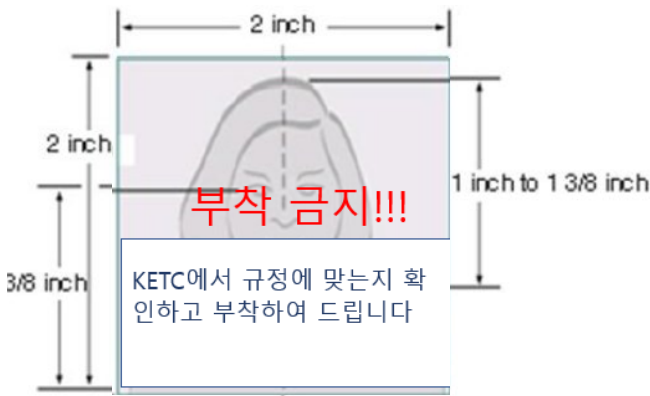 2 inch
2 inch
부착 금지!!!
1 inch to 1 3/8 inch
3/8 inch
KETC에서 규정에 맞는지 확
인하고 부착하여 드립니다